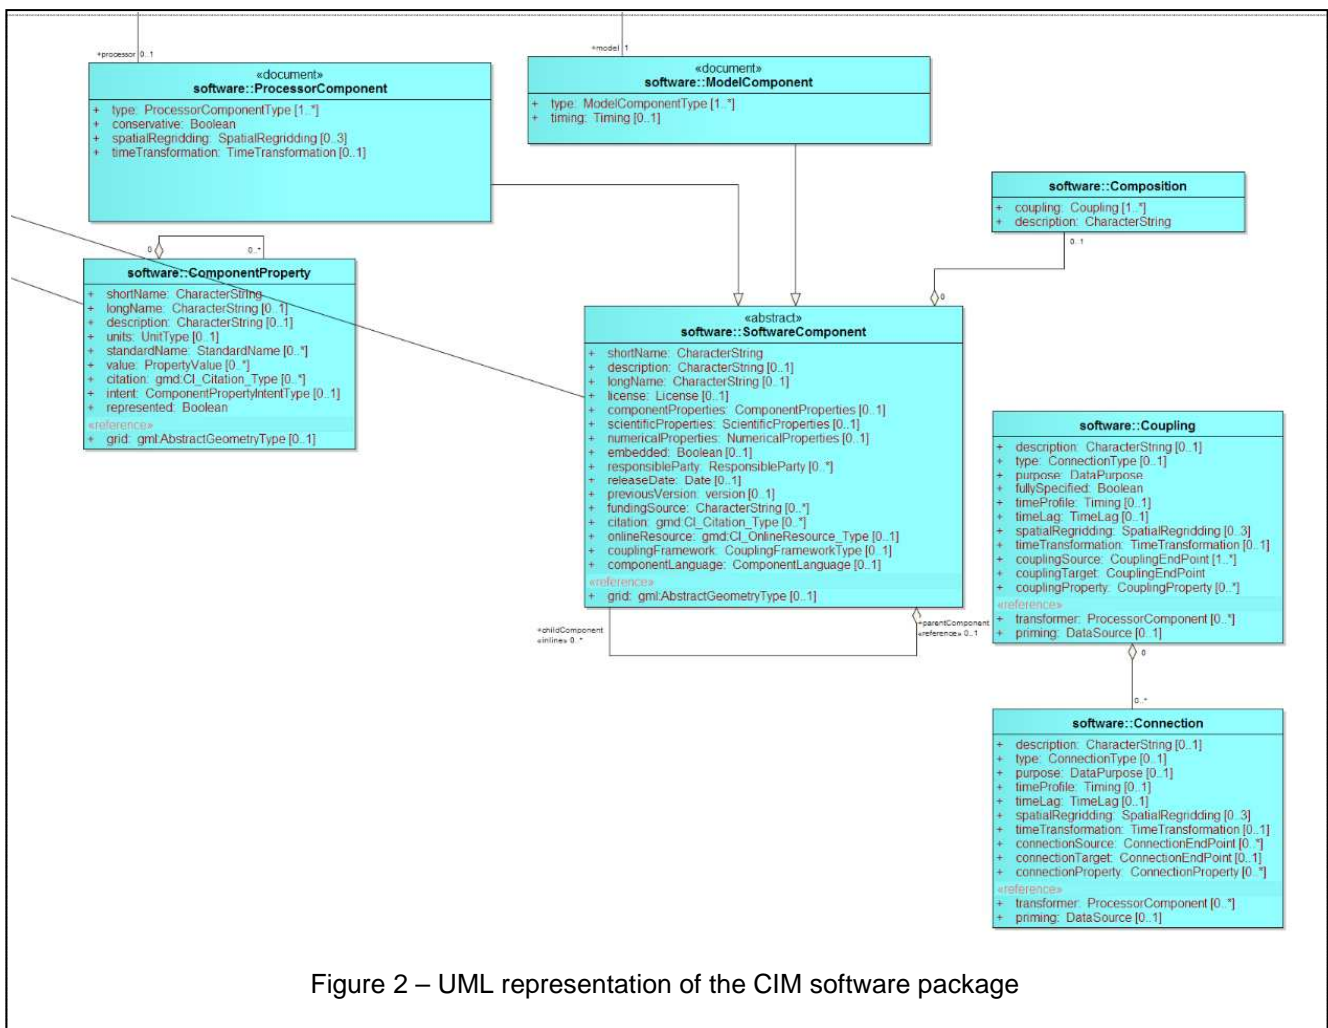 +processor 0..1
«document»
software::ProcessorComponent
+ type: ProcessorComponentType [1..*]
+ conservative: Boolean
+ spatialRegridding: SpatialRegridding [0..3]
+ timeTransformation: TimeTransformation [0..1]
+model 1
«document»
software::ModelComponent
+ type: ModelComponentType [1..*]
+ timing: Timing [0..1]
software::Composition
+ coupling: Coupling [1..*]
+ description: CharacterString
0..1
0
0 0..*
software::ComponentProperty
+ shortName: CharacterString
+ longName: CharacterString [0..1]
+ description: CharacterString [0..1]
+ units: UnitType [0..1]
+ standardName: StandardName [0..*]
+ value: PropertyValue [0..*]
+ citation: gmd:CI_Citation_Type [0..*]
+ intent: ComponentPropertyIntentType [0..1]
+ represented: Boolean
«reference»
+ grid: gml:AbstractGeometryType [0..1]
«abstract»
software::SoftwareComponent
+ shortName: CharacterString
+ description: CharacterString [0..1]
+ longName: CharacterString [0..1]
+ license: License [0..1]
+ componentProperties: ComponentProperties [0..1]
+ scientificProperties: ScientificProperties [0..1]
+ numericalProperties: NumericalProperties [0..1]
+ embedded: Boolean [0..1]
+ responsibleParty: ResponsibleParty [0..*]
+ releaseDate: Date [0..1]
+ previousVersion: version [0..1]
+ fundingSource: CharacterString [0..*]
+ citation: gmd:CI_Citation_Type [0..*]
+ onlineResource: gmd:CI_OnlineResource_Type [0..1]
+ couplingFramework: CouplingFrameworkType [0..1]
+ componentLanguage: ComponentLanguage [0..1]
«reference»
+ grid: gml:AbstractGeometryType [0..1]
+childComponent
«inline» 0..*
+parentComponent
«reference» 0..1
software::Coupling
+ description: CharacterString [0..1]
+ type: ConnectionType [0..1]
+ purpose: DataPurpose
+ fullySpecified: Boolean
+ timeProfile: Timing [0..1]
+ timeLag: TimeLag [0..1]
+ spatialRegridding: SpatialRegridding [0..3]
+ timeTransformation: TimeTransformation [0..1]
+ couplingSource: CouplingEndPoint [1..*]
+ couplingTarget: CouplingEndPoint
+ couplingProperty: CouplingProperty [0..*]
«reference»
+ transformer: ProcessorComponent [0..*]
+ priming: DataSource [0..1]
0
0..*
software::Connection
+ description: CharacterString [0..1]
+ type: ConnectionType [0..1]
+ purpose: DataPurpose [0..1]
+ timeProfile: Timing [0..1]
+ timeLag: TimeLag [0..1]
+ spatialRegridding: SpatialRegridding [0..3]
+ timeTransformation: TimeTransformation [0..1]
+ connectionSource: ConnectionEndPoint [0..*]
+ connectionTarget: ConnectionEndPoint [0..1]
+ connectionProperty: ConnectionProperty [0..*]
«reference»
+ transformer: ProcessorComponent [0..*]
+ priming: DataSource [0..1]
Figure 2 – UML representation of the CIM software package